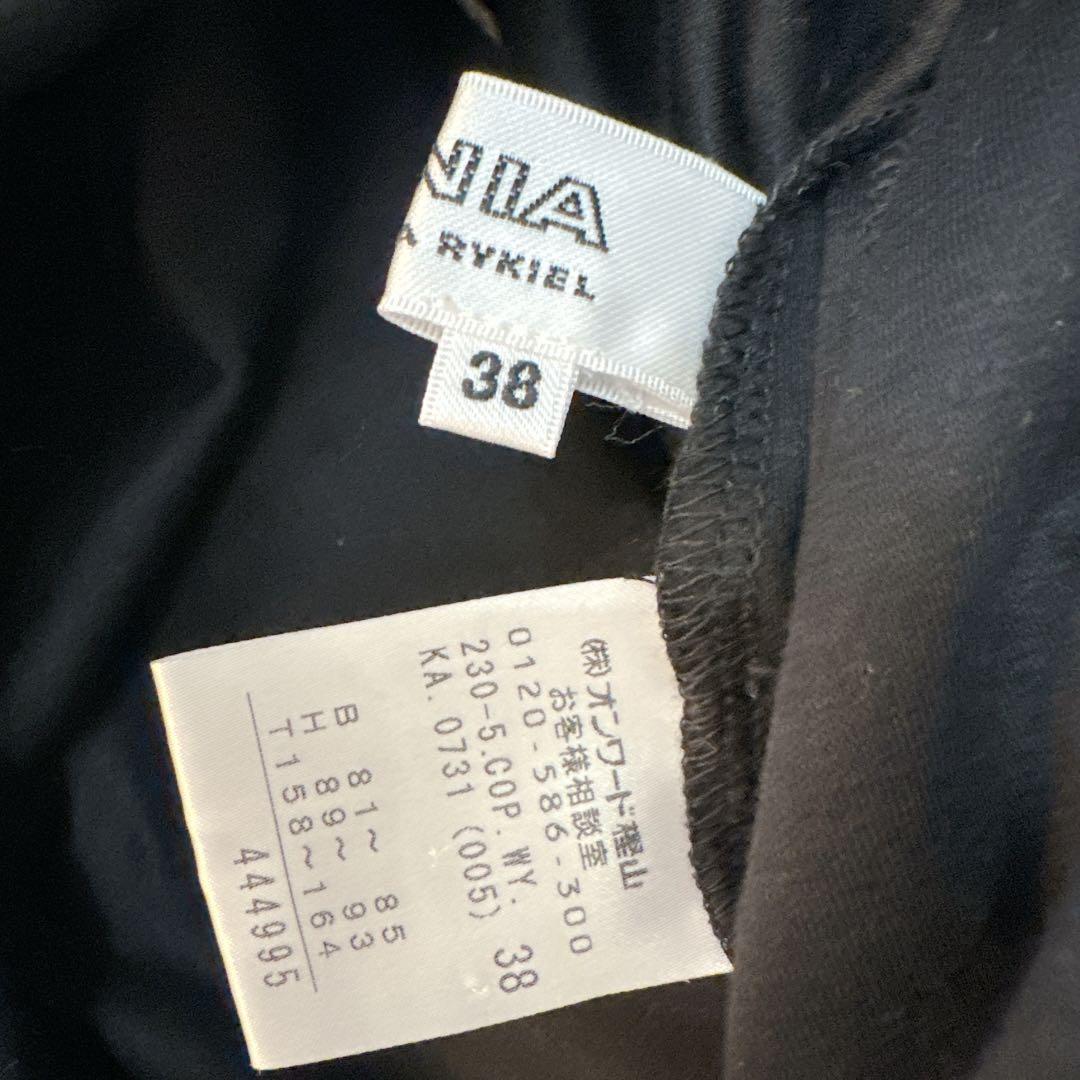 NIA
A RYKIEL
38
㈱オンワード樫山
お客様相談室
0120-586-300
230-5.COP.WY. 38
KA.0731 (005)
B 81~ 85
H 89~ 93
T158~164
444995